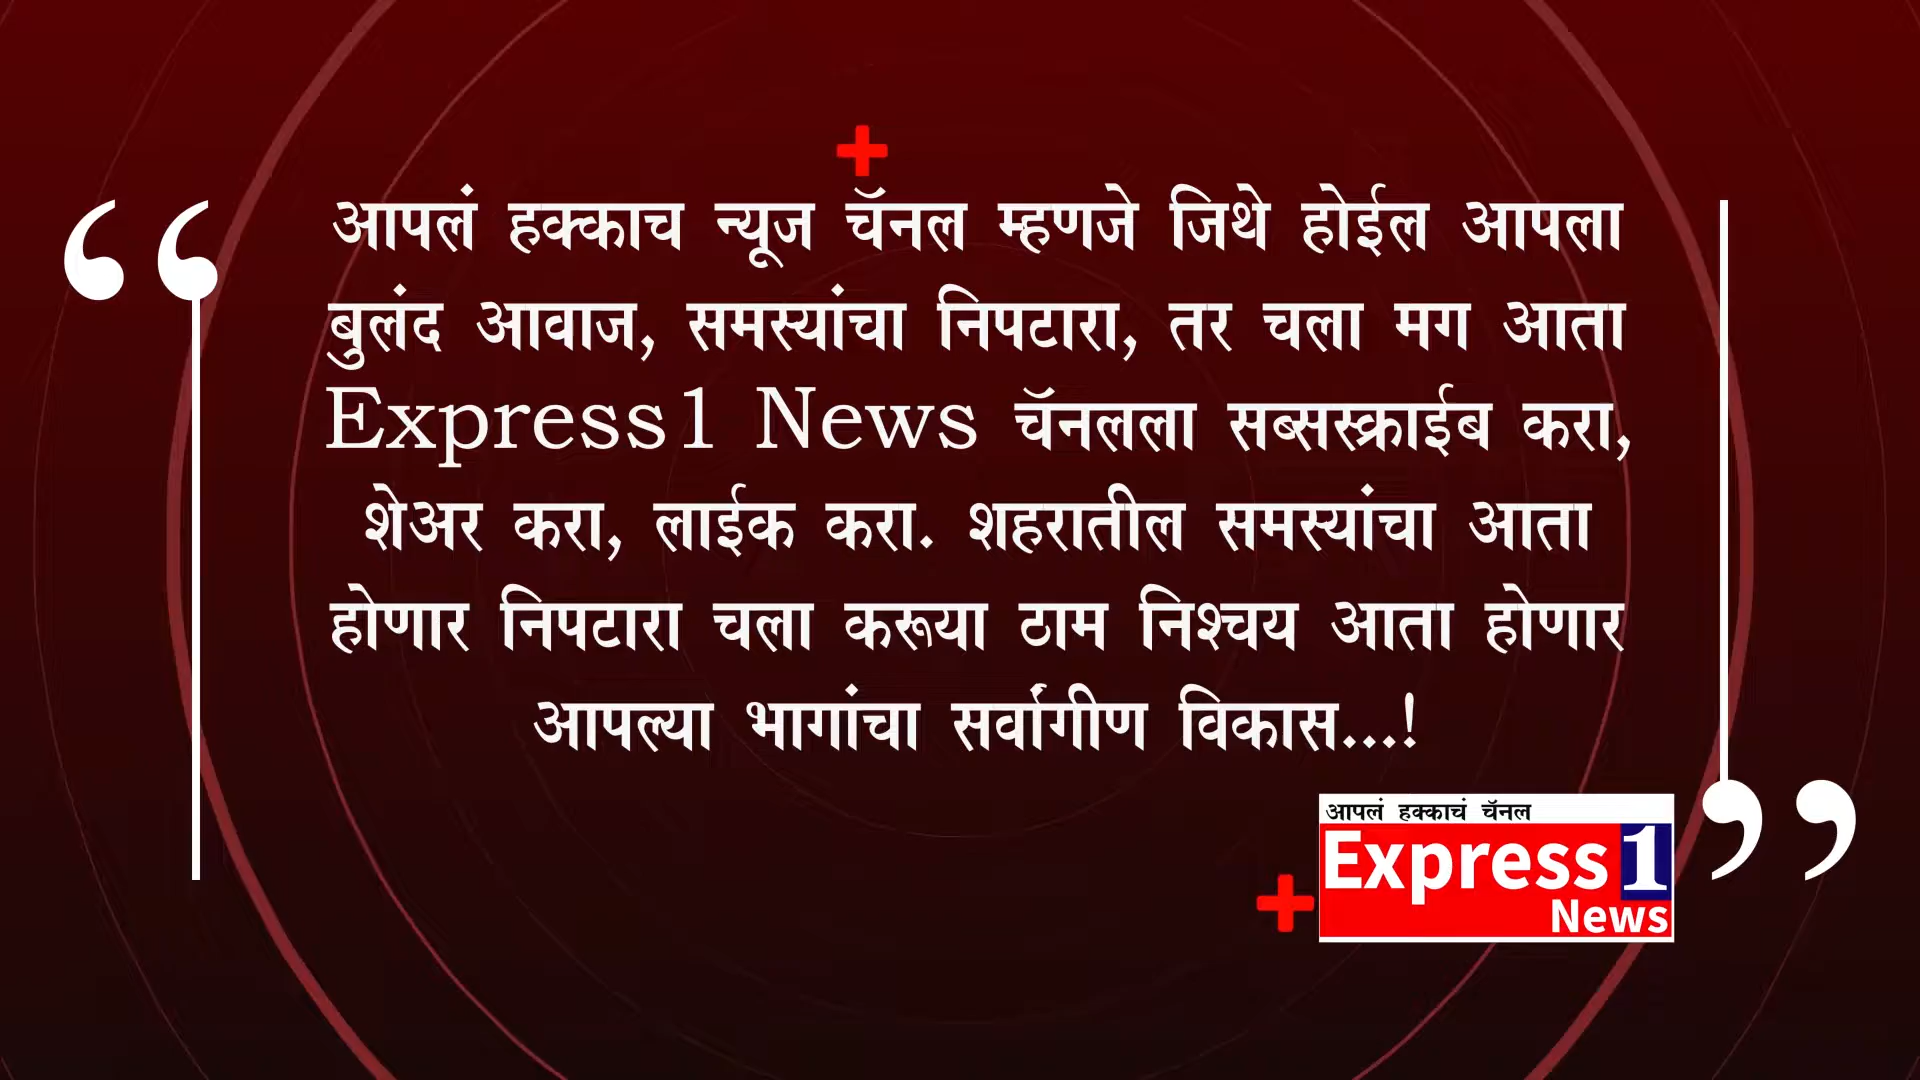 आपलं हक्काच न्यूज चॅनल म्हणजे जिथे होईल आपला
बुलंद आवाज, समस्यांचा निपटारा, तर चला मग आता
Express1 News चॅनलला सब्सस्क्राईब करा,
शेअर करा, लाईक करा. शहरातील समस्यांचा आता
होणार निपटारा चला करूया ठाम निश्चय आता होणार
आपल्या भागांचा सर्वांगीण विकास...!
आपलं हक्काचं चॅनल
Express1
News